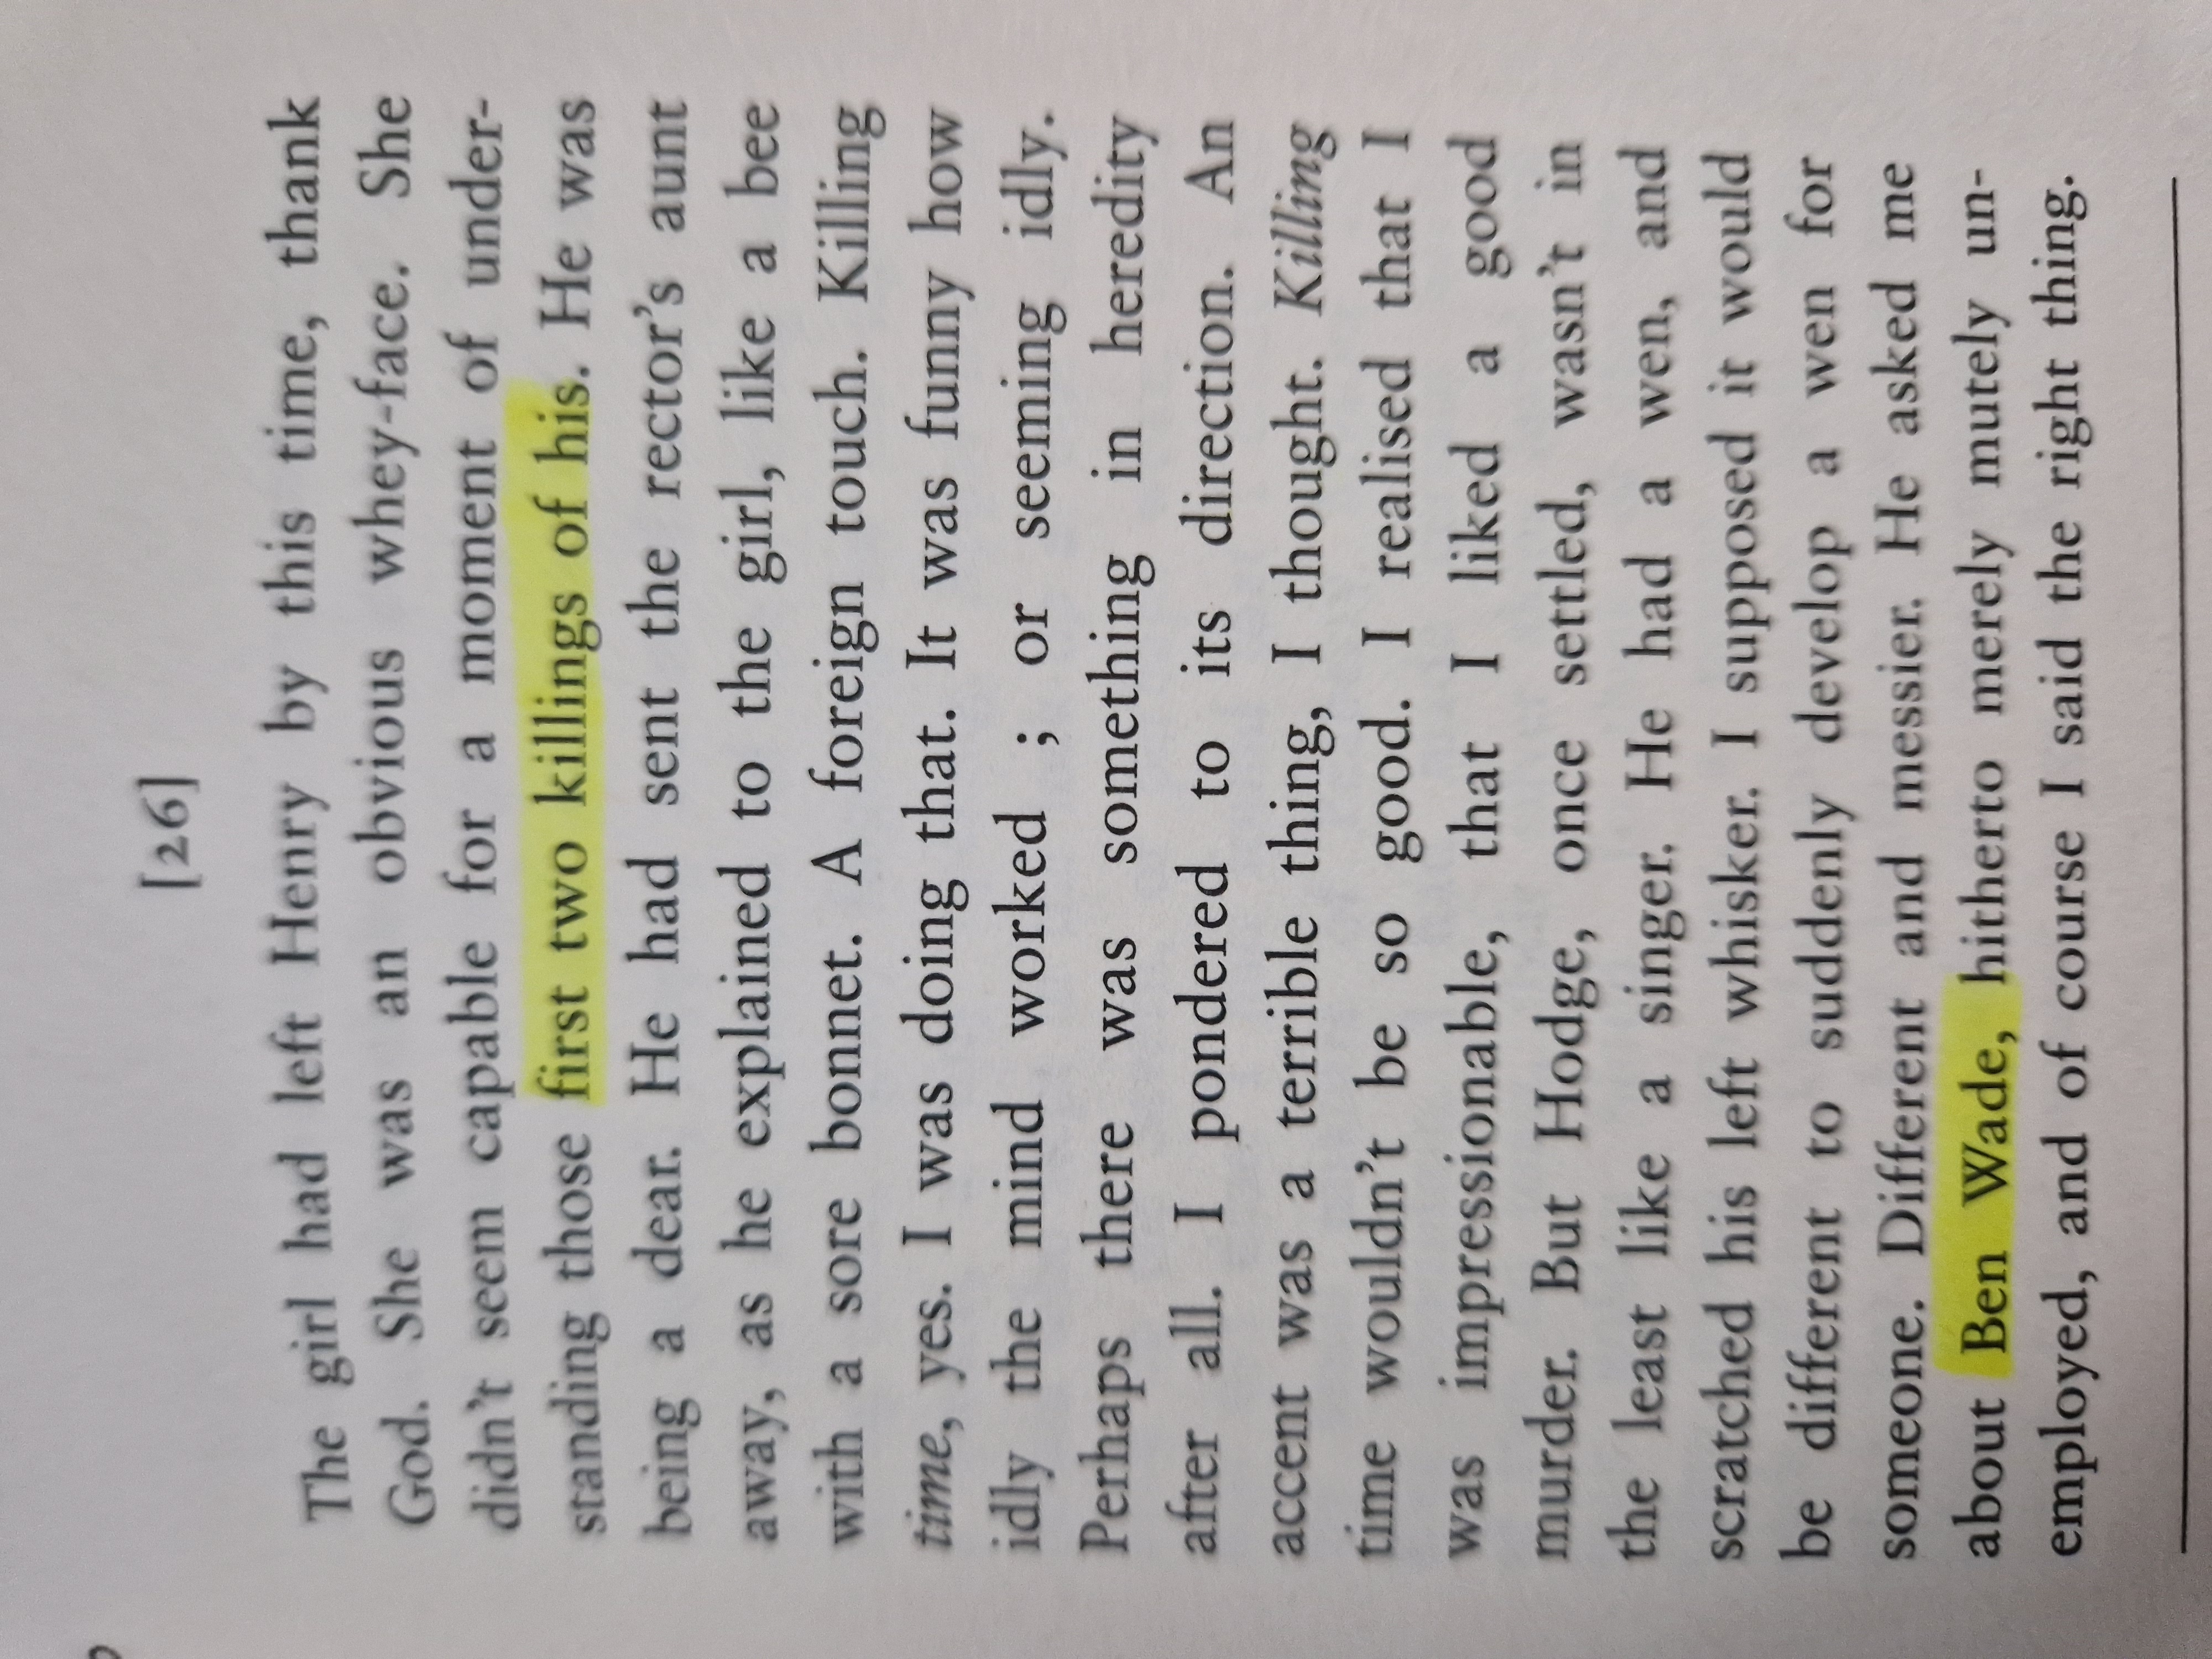 [26]
The girl had left Henry by this time, thank
God. She was an obvious whey-face. She
didn't seem capable for a moment of under-
standing those first two killings of his. He was
being a dear. He had sent the rector's aunt
away, as he explained to the girl, like a bee
with a sore bonnet. A foreign touch. Killing
time, yes. I was doing that. It was funny how
idly the mind worked ; or seeming idly.
Perhaps there was something in heredity
after all. I pondered to its direction. An
accent was a terrible thing, I thought. Killing
time wouldn't be so good. I realised that I
was impressionable, that I liked a good
murder. But Hodge, once settled, wasn't in
the least like a singer. He had a wen, and
scratched his left whisker. I supposed it would
be different to suddenly develop a wen for
someone. Different and messier. He asked me
about Ben Wade, hitherto merely mutely un-
employed, and of course I said the right thing.